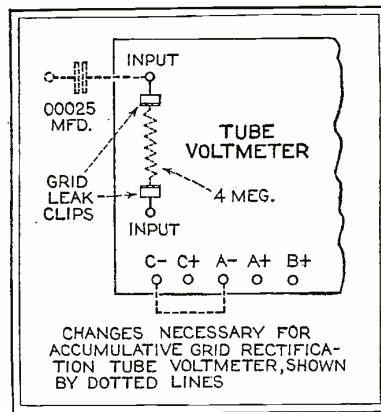 INPUT
00025
MFD.
TUBE
VOLTMETER
GRID
LEAK
CLIPS
4 MEG.
INPUT
C- C+ A- A+ B+
CHANGES NECESSARY FOR
ACCUMULATIVE GRID RECTIFICA-
TION TUBE VOLTMETER, SHOWN
BY DOTTED LINES